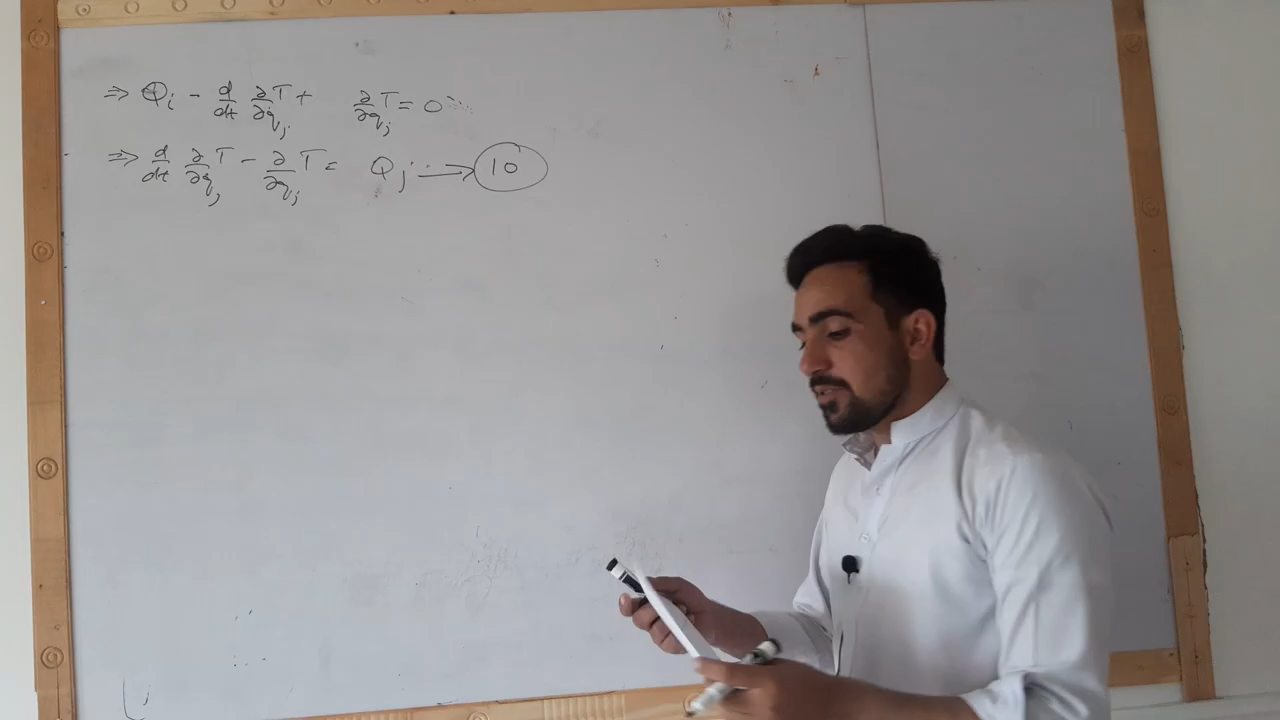 ⇒ Qj - d/dt ∂/∂q̇j T + ∂/∂qj T = 0
⇒ d/dt ∂/∂q̇j T - ∂/∂qj T = Qj → 10